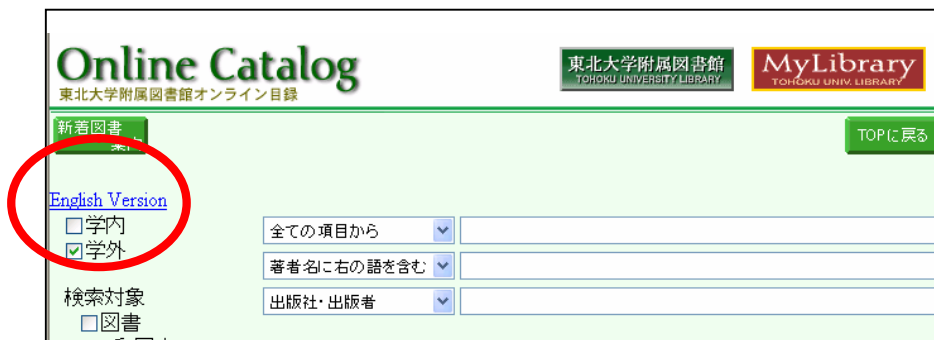 Online Catalog
東北大学附属図書館オンライン目録
東北大学附属図書館
TOHOKU UNIVERSITY LIBRARY
MyLibrary
TOHOKU UNIV. LIBRARY
新着図書
案内
TOPに戻る
English Version
学内
学外
全ての項目から
著者名に右の語を含む
検索対象
出版社・出版者
図書